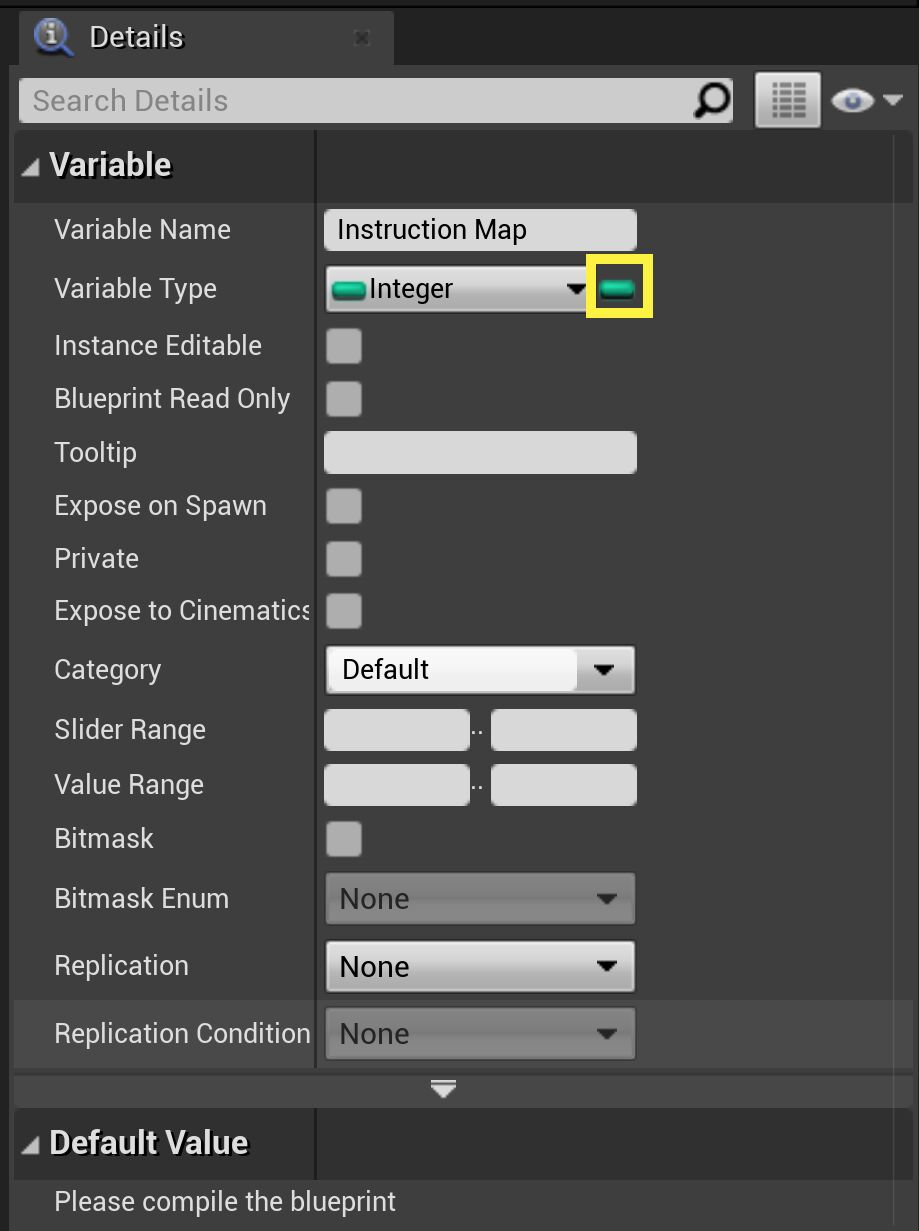 Details
Search Details
Variable
Variable Name Instruction Map
Variable Type Integer
Instance Editable
Blueprint Read Only
Tooltip
Expose on Spawn
Private
Expose to Cinematics
Category Default
Slider Range ..
Value Range ..
Bitmask
Bitmask Enum None
Replication None
Replication Condition None
Default Value
Please compile the blueprint